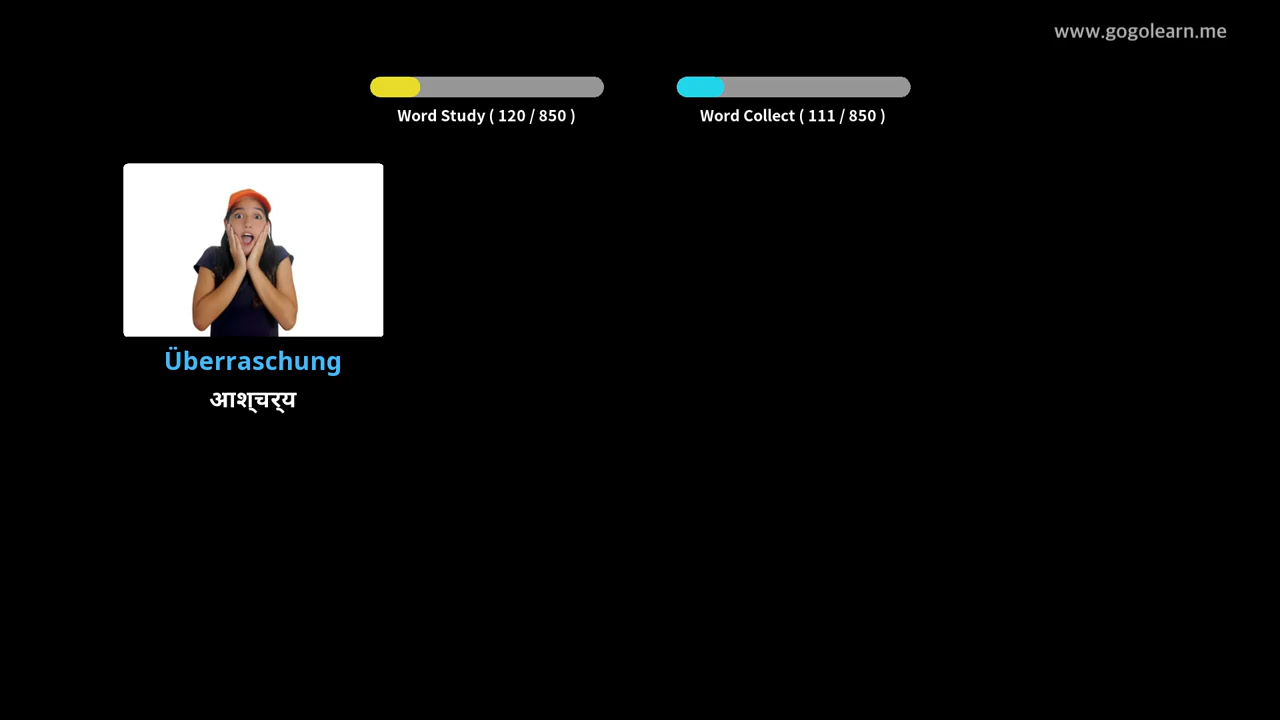 www.gogolearn.me
Word Study ( 120 / 850 )
Word Collect ( 111 / 850 )
Überraschung
आश्चर्य